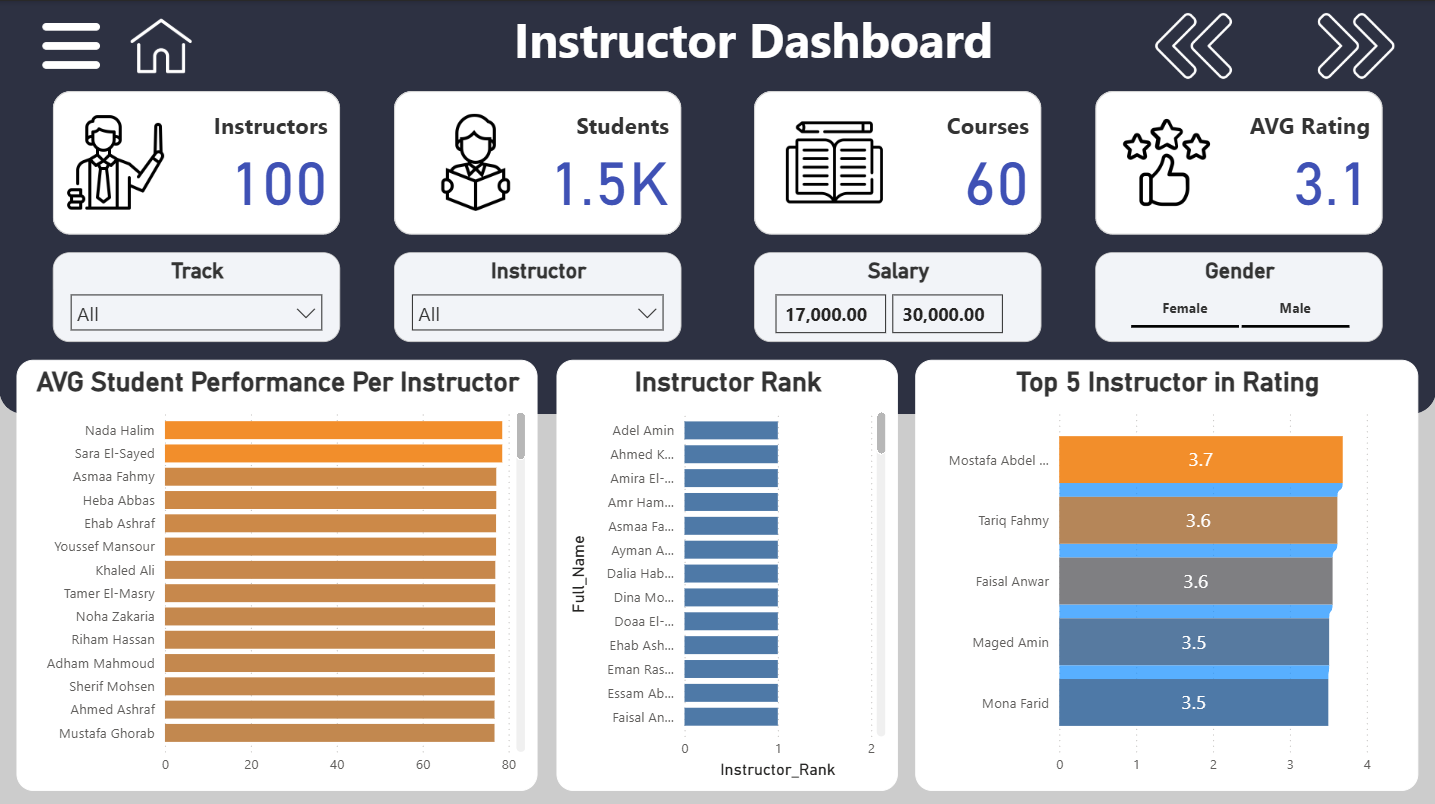 Instructor Dashboard
Instructors
100
Students
1.5K
Courses
60
AVG Rating
3.1
Track
All
Instructor
All
Salary
17,000.00 30,000.00
Gender
Female Male
AVG Student Performance Per Instructor
Nada Halim
Sara El-Sayed
Asmaa Fahmy
Heba Abbas
Ehab Ashraf
Youssef Mansour
Khaled Ali
Tamer El-Masry
Noha Zakaria
Riham Hassan
Adham Mahmoud
Sherif Mohsen
Ahmed Ashraf
Mustafa Ghorab
0 20 40 60 80
Instructor Rank
Full_Name
Adel Amin
Ahmed K...
Amira El-...
Amr Ham...
Asmaa Fa...
Ayman A...
Dalia Hab...
Dina Mo...
Doaa El-...
Ehab Ash...
Eman Ras...
Essam Ab...
Faisal An...
0 1 2
Instructor_Rank
Top 5 Instructor in Rating
Mostafa Abdel ... 3.7
Tariq Fahmy 3.6
Faisal Anwar 3.6
Maged Amin 3.5
Mona Farid 3.5
0 1 2 3 4